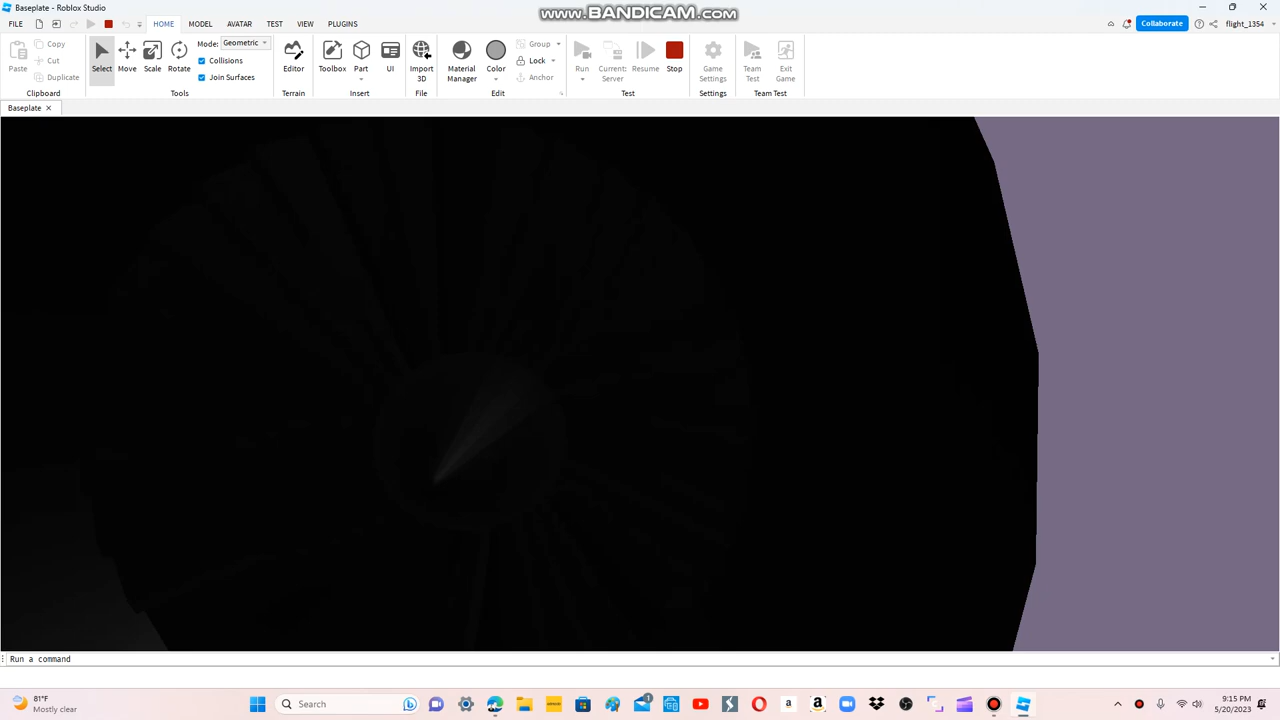 www.BANDICAM.com
Baseplate - Roblox Studio
FILE HOME MODEL AVATAR TEST VIEW PLUGINS
Collaborate flight_1354
Paste Copy Cut Duplicate
Clipboard
Select Move Scale Rotate
Mode: Geometric
Collisions
Join Surfaces
Tools
Editor
Terrain
Toolbox Part UI
Insert
Import 3D
File
Material Manager Color
Group
Lock
Anchor
Edit
Run Current: Server Resume Stop
Test
Game Settings
Settings
Team Test Exit Game
Team Test
Baseplate
Run a command
81°F
Mostly clear
Search
1
9:15 PM
5/20/2023